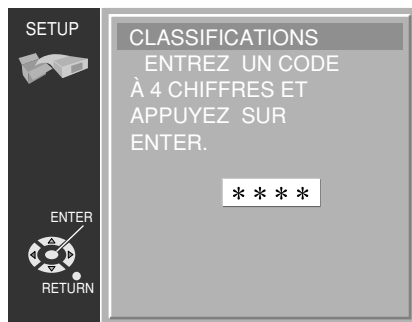 SETUP
CLASSIFICATIONS
ENTREZ UN CODE
À 4 CHIFFRES ET
APPUYEZ SUR
ENTER.
****
ENTER
RETURN